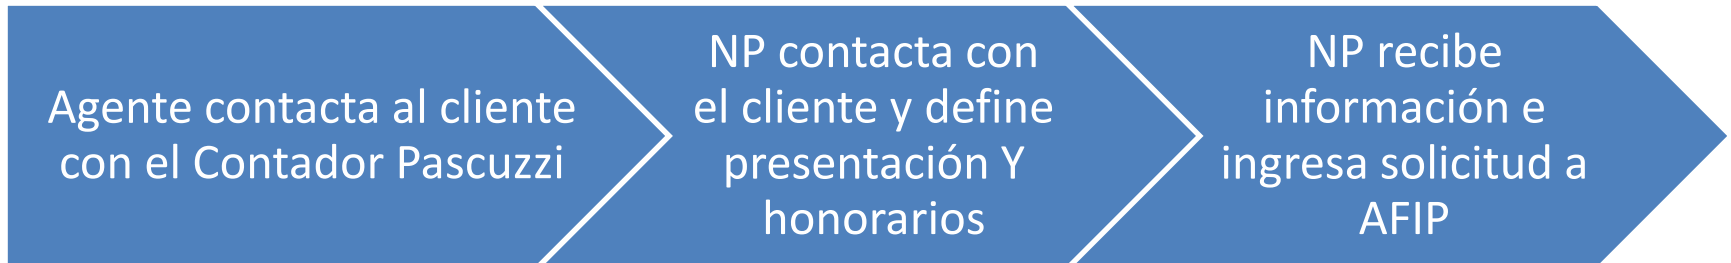 Agente contacta al cliente
con el Contador Pascuzzi
NP contacta con
el cliente y define
presentación Y
honorarios
NP recibe
información e
ingresa solicitud a
AFIP